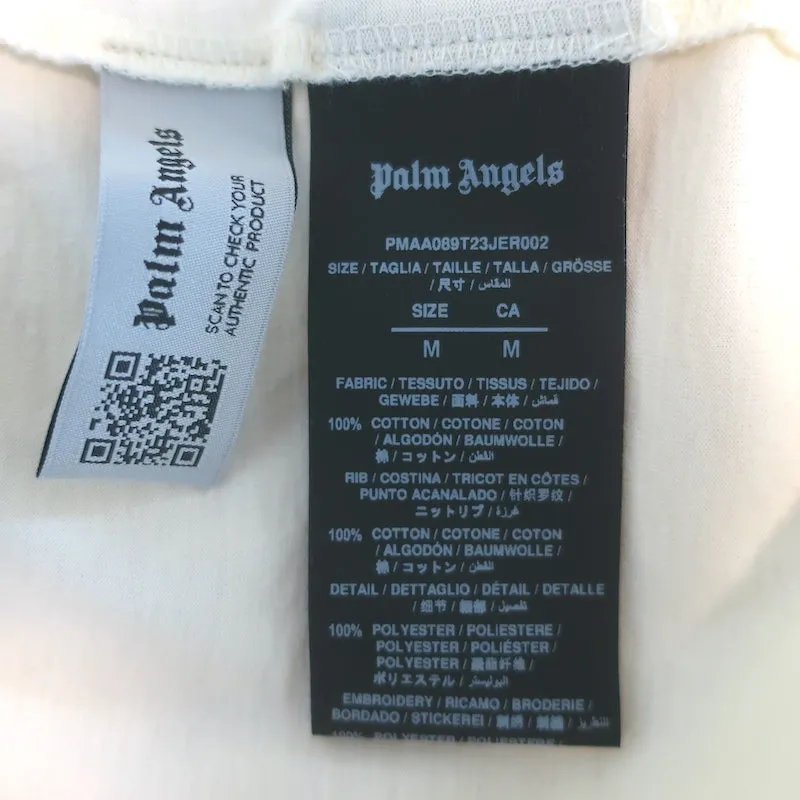 Palm Angels
SCAN TO CHECK YOUR
AUTHENTIC PRODUCT
Palm Angels
PMAA089T23JER002
SIZE / TAGLIA / TAILLE / TALLA / GRÖSSE
/ 尺寸 / المقاس
SIZE CA
M M
FABRIC / TESSUTO / TISSUS / TEJIDO /
GEWEBE / 面料 / 本体 / قماش
100% COTTON / COTONE / COTON
/ ALGODÓN / BAUMWOLLE /
棉 / コットン / القطن
RIB / COSTINA / TRICOT EN CÔTES /
PUNTO ACANALADO / 针织罗纹 /
ニットリブ / غرزة
100% COTTON / COTONE / COTON
/ ALGODÓN / BAUMWOLLE /
棉 / コットン / القطن
DETAIL / DETTAGLIO / DÉTAIL / DETALLE
/ 细节 / 細部 / تفصيل
100% POLYESTER / POLIESTERE /
POLYESTER / POLIÉSTER /
POLYESTER / 聚酯纤维 /
ポリエステル / البوليستر
EMBROIDERY / RICAMO / BRODERIE /
BORDADO / STICKEREI / 刺绣 / 刺繍 / التطريز
100% POLYESTER / POLIESTERE /